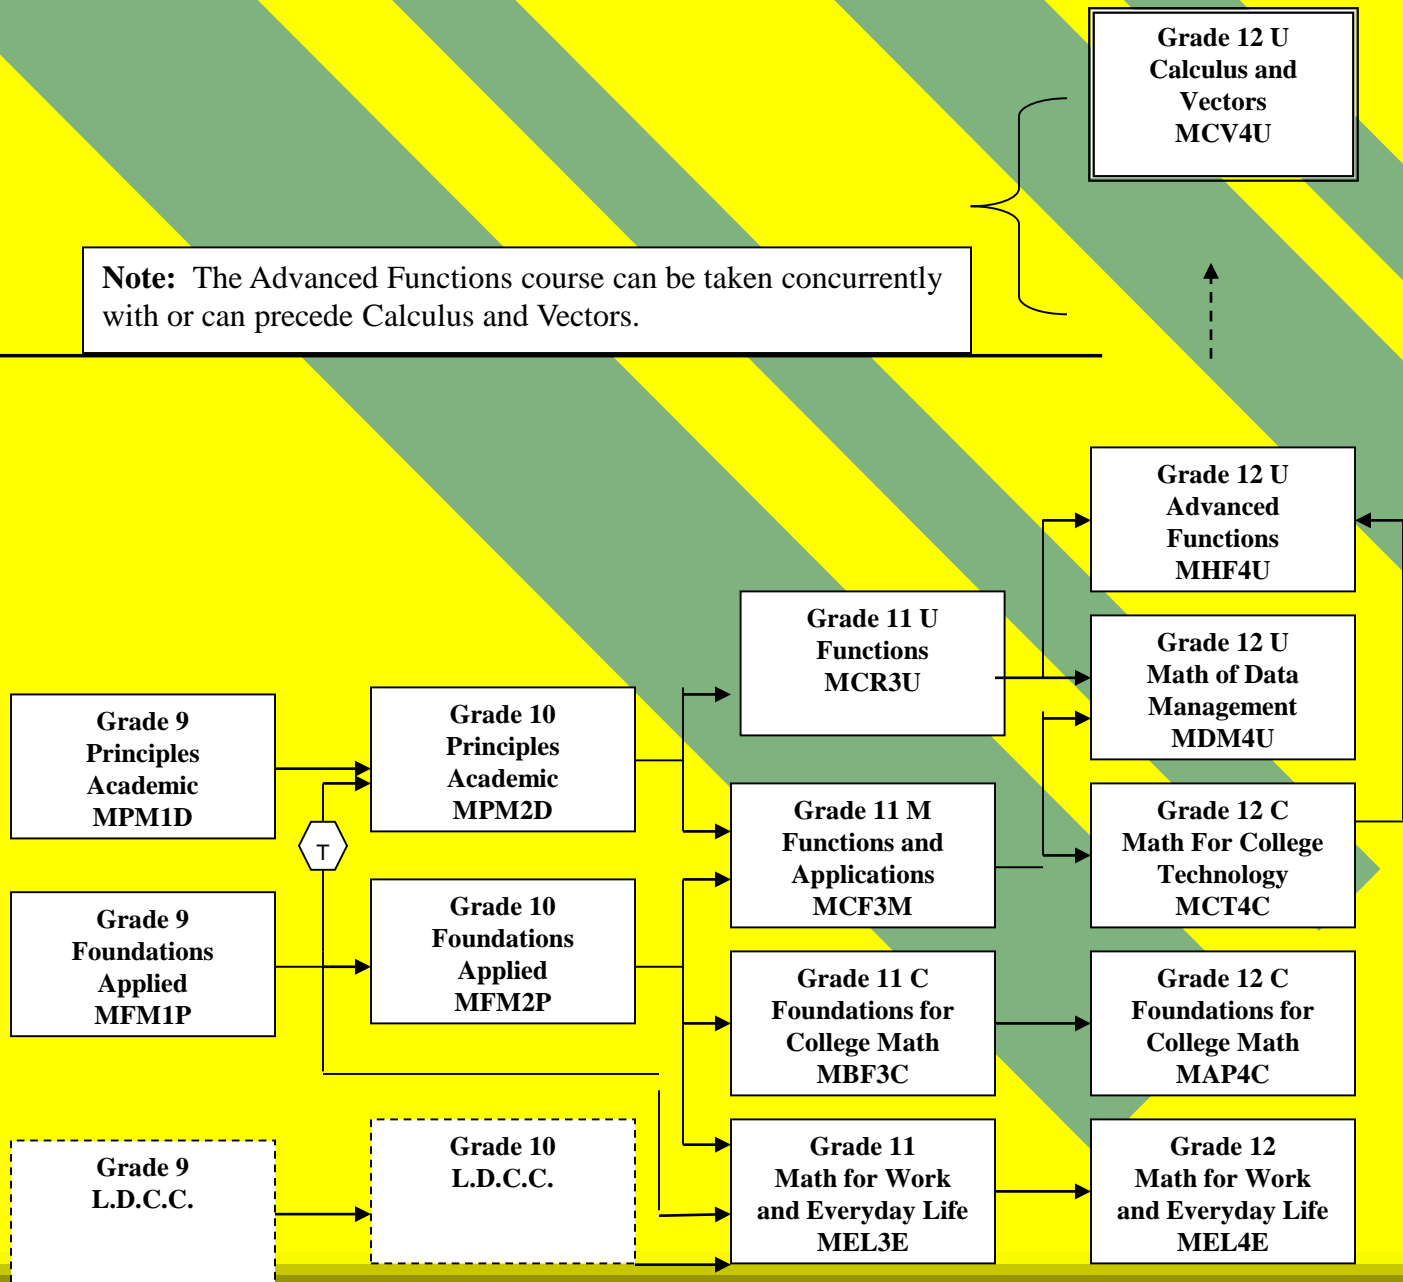 Grade 12 U
Calculus and
Vectors
MCV4U
Note:  The Advanced Functions course can be taken concurrently
with or can precede Calculus and Vectors.
Grade 12 U
Advanced
Functions
MHF4U
Grade 11 U
Functions
MCR3U
Grade 12 U
Math of Data
Management
MDM4U
Grade 9
Principles
Academic
MPM1D
Grade 10
Principles
Academic
MPM2D
T
Grade 11 M
Functions and
Applications
MCF3M
Grade 12 C
Math For College
Technology
MCT4C
Grade 9
Foundations
Applied
MFM1P
Grade 10
Foundations
Applied
MFM2P
Grade 11 C
Foundations for
College Math
MBF3C
Grade 12 C
Foundations for
College Math
MAP4C
Grade 9
L.D.C.C.
Grade 10
L.D.C.C.
Grade 11
Math for Work
and Everyday Life
MEL3E
Grade 12
Math for Work
and Everyday Life
MEL4E